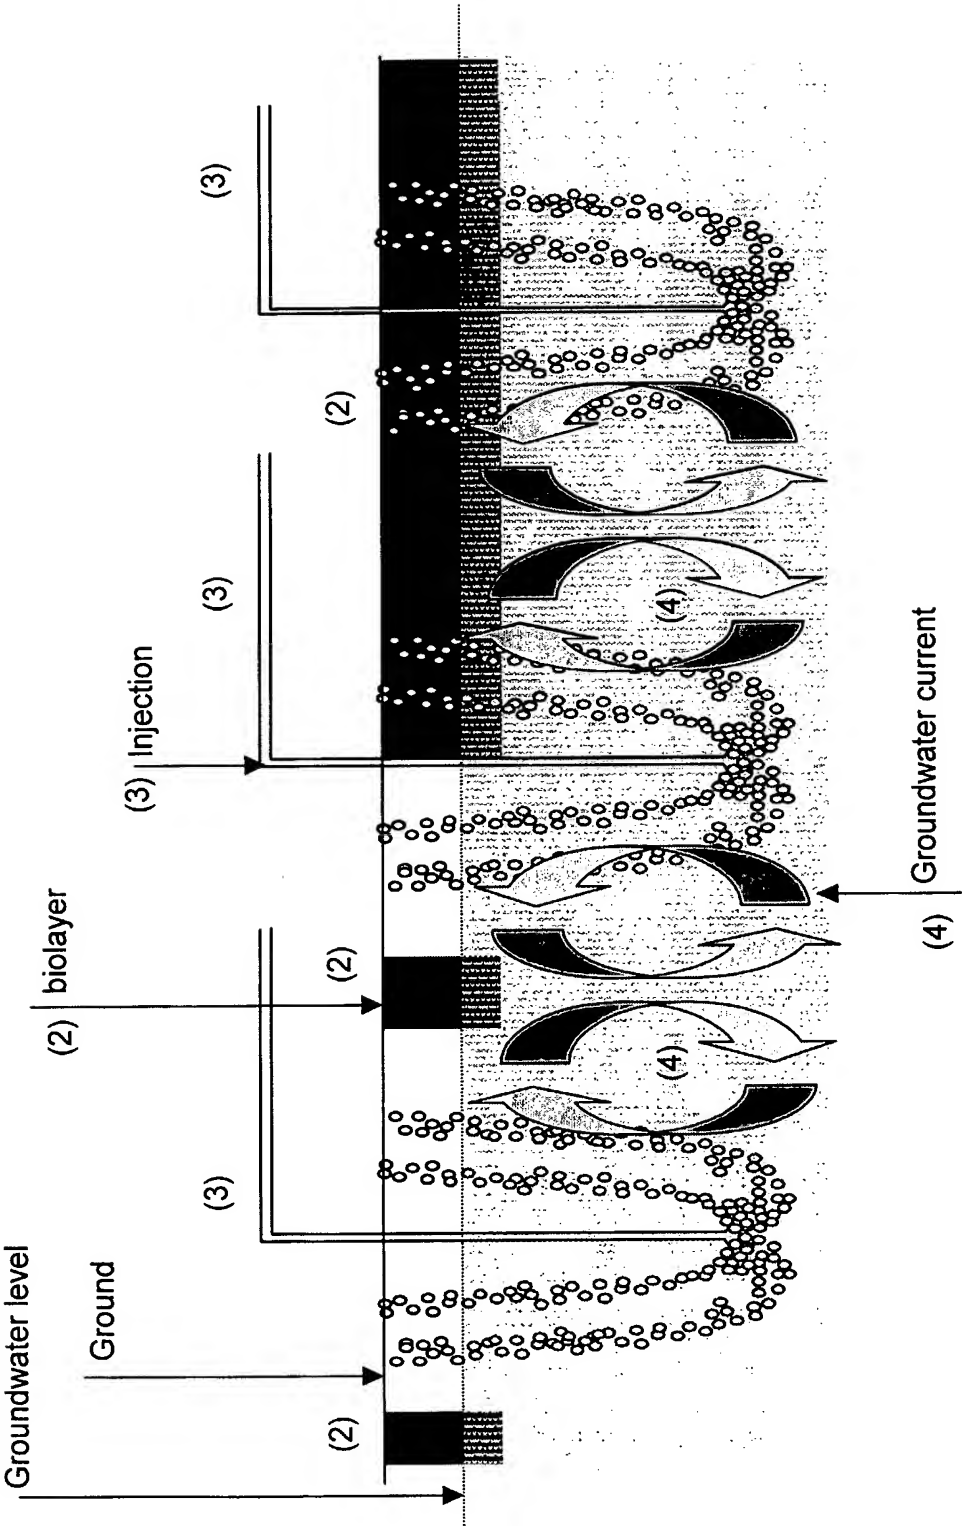 Groundwater level
(2) biolayer
Ground
(3) Injection
(3)
(3)
(3)
(2)
(2)
(2)
(4)
(4)
(4) Groundwater current